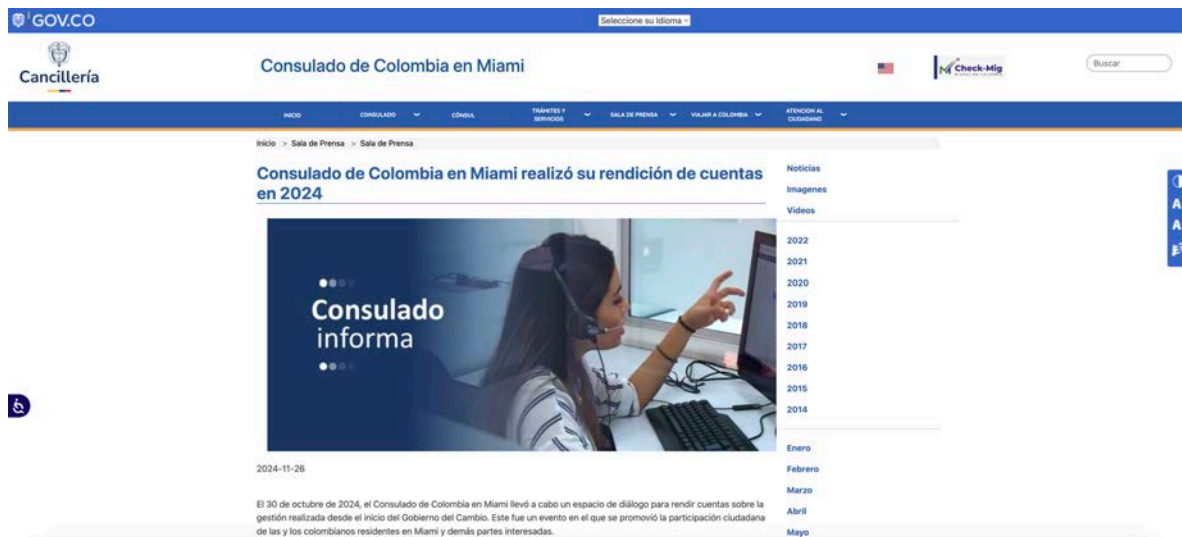 GOV.CO
Seleccione su Idioma
Cancillería
Consulado de Colombia en Miami
Check-Mig
Buscar
INICIO
CONSULADO
CÓNSUL
TRÁMITES Y
SERVICIOS
SALA DE PRENSA
VIAJAR A COLOMBIA
ATENCION AL
CIUDADANO
Inicio > Sala de Prensa > Sala de Prensa
Consulado de Colombia en Miami realizó su rendición de cuentas
en 2024
Consulado
informa
2024-11-26
El 30 de octubre de 2024, el Consulado de Colombia en Miami llevó a cabo un espacio de diálogo para rendir cuentas sobre la
gestión realizada desde el inicio del Gobierno del Cambio. Este fue un evento en el que se promovió la participación ciudadana
de las y los colombianos residentes en Miami y demás partes interesadas.
Noticias
Imagenes
Videos
2022
2021
2020
2019
2018
2017
2016
2015
2014
Enero
Febrero
Marzo
Abril
Mayo
A
A